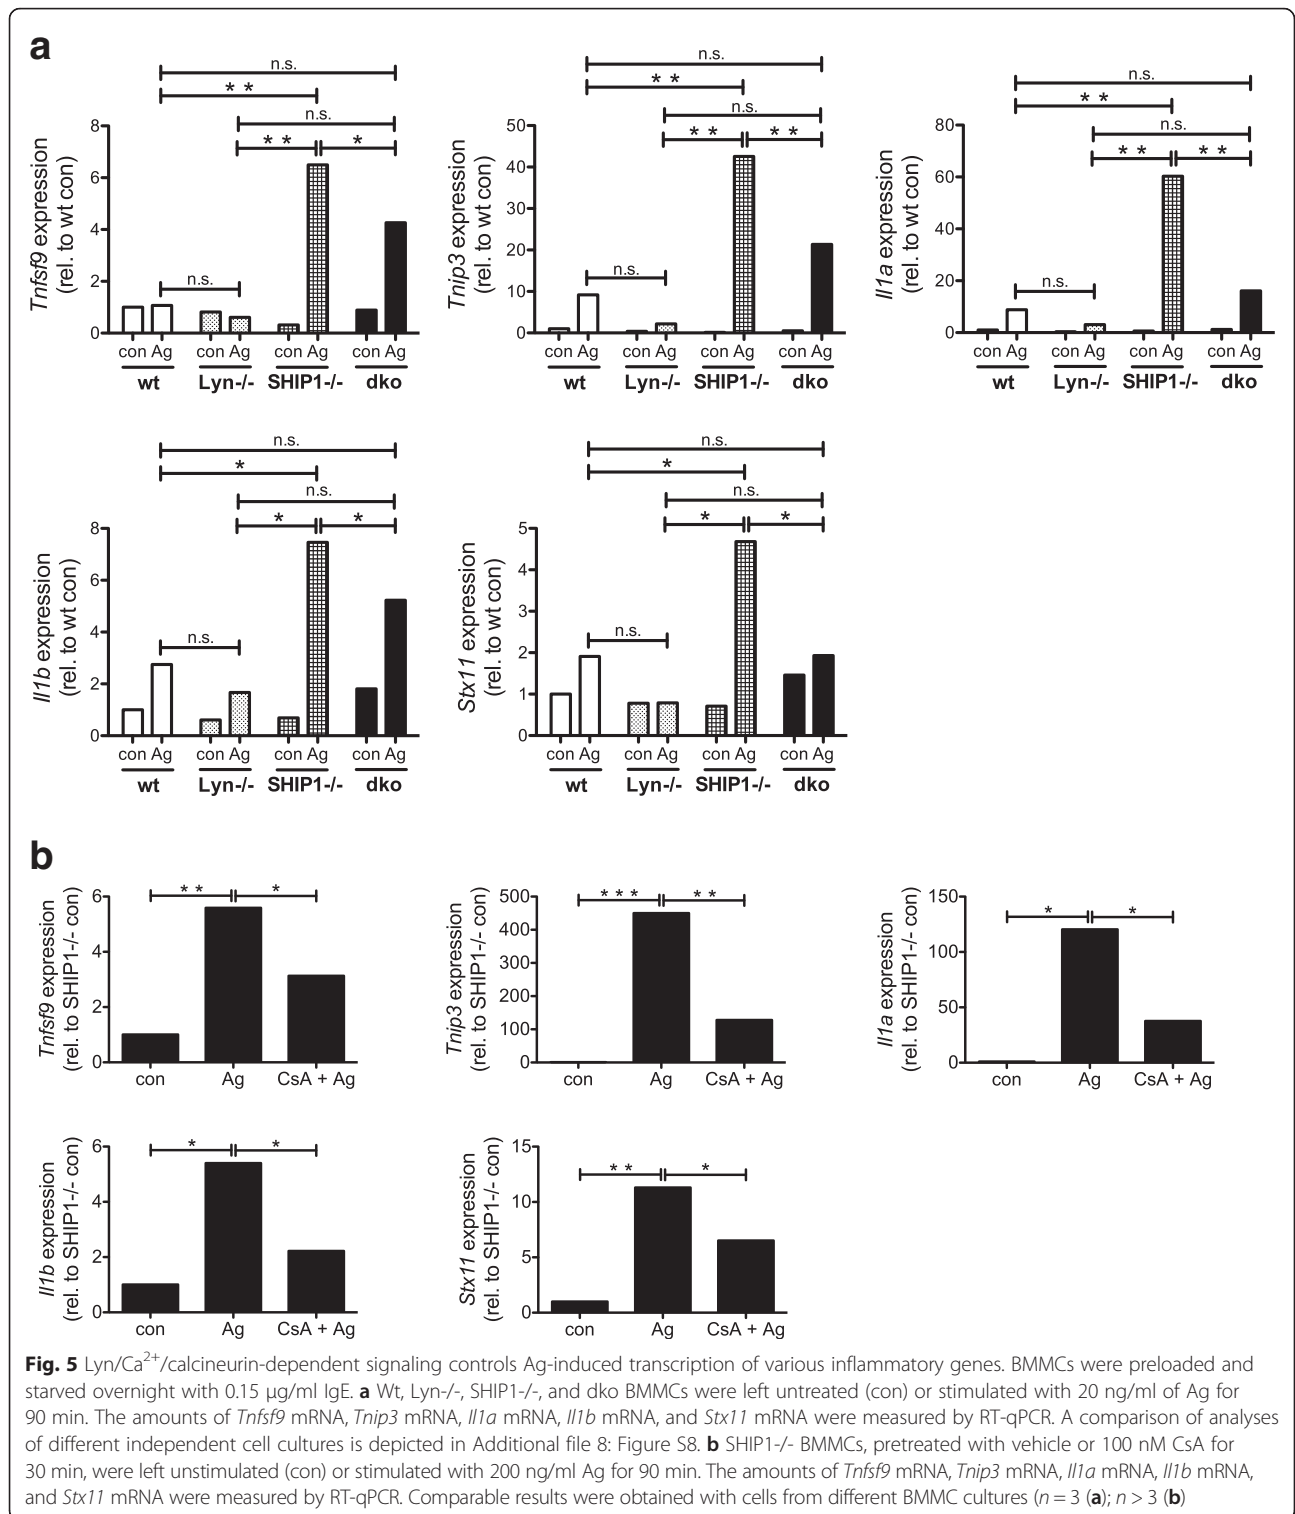 a
n.s.
* *
n.s.
* *
*
n.s.
8
6
4
2
0
Tnfsf9 expression
(rel. to wt con)
con Ag con Ag con Ag con Ag
wt Lyn-/- SHIP1-/- dko
n.s.
* *
n.s.
* *
* *
n.s.
50
40
30
20
10
0
Tnip3 expression
(rel. to wt con)
con Ag con Ag con Ag con Ag
wt Lyn-/- SHIP1-/- dko
n.s.
* *
n.s.
* *
* *
n.s.
80
60
40
20
0
Il1a expression
(rel. to wt con)
con Ag con Ag con Ag con Ag
wt Lyn-/- SHIP1-/- dko
n.s.
*
n.s.
*
*
n.s.
8
6
4
2
0
Il1b expression
(rel. to wt con)
con Ag con Ag con Ag con Ag
wt Lyn-/- SHIP1-/- dko
n.s.
*
n.s.
*
*
n.s.
5
4
3
2
1
0
Stx11 expression
(rel. to wt con)
con Ag con Ag con Ag con Ag
wt Lyn-/- SHIP1-/- dko
b
* *
*
6
4
2
0
Tnfsf9 expression
(rel. to SHIP1-/- con)
con Ag CsA + Ag
* * *
* *
500
400
300
200
100
0
Tnip3 expression
(rel. to SHIP1-/- con)
con Ag CsA + Ag
*
*
150
100
50
0
Il1a expression
(rel. to SHIP1-/- con)
con Ag CsA + Ag
*
*
6
4
2
0
Il1b expression
(rel. to SHIP1-/- con)
con Ag CsA + Ag
* *
*
15
10
5
0
Stx11 expression
(rel. to SHIP1-/- con)
con Ag CsA + Ag
Fig. 5 Lyn/Ca²⁺/calcineurin-dependent signaling controls Ag-induced transcription of various inflammatory genes. BMMCs were preloaded and
starved overnight with 0.15 μg/ml IgE. a Wt, Lyn-/-, SHIP1-/-, and dko BMMCs were left untreated (con) or stimulated with 20 ng/ml of Ag for
90 min. The amounts of Tnfsf9 mRNA, Tnip3 mRNA, Il1a mRNA, Il1b mRNA, and Stx11 mRNA were measured by RT-qPCR. A comparison of analyses
of different independent cell cultures is depicted in Additional file 8: Figure S8. b SHIP1-/- BMMCs, pretreated with vehicle or 100 nM CsA for
30 min, were left unstimulated (con) or stimulated with 200 ng/ml Ag for 90 min. The amounts of Tnfsf9 mRNA, Tnip3 mRNA, Il1a mRNA, Il1b mRNA,
and Stx11 mRNA were measured by RT-qPCR. Comparable results were obtained with cells from different BMMC cultures (n = 3 (a); n > 3 (b)